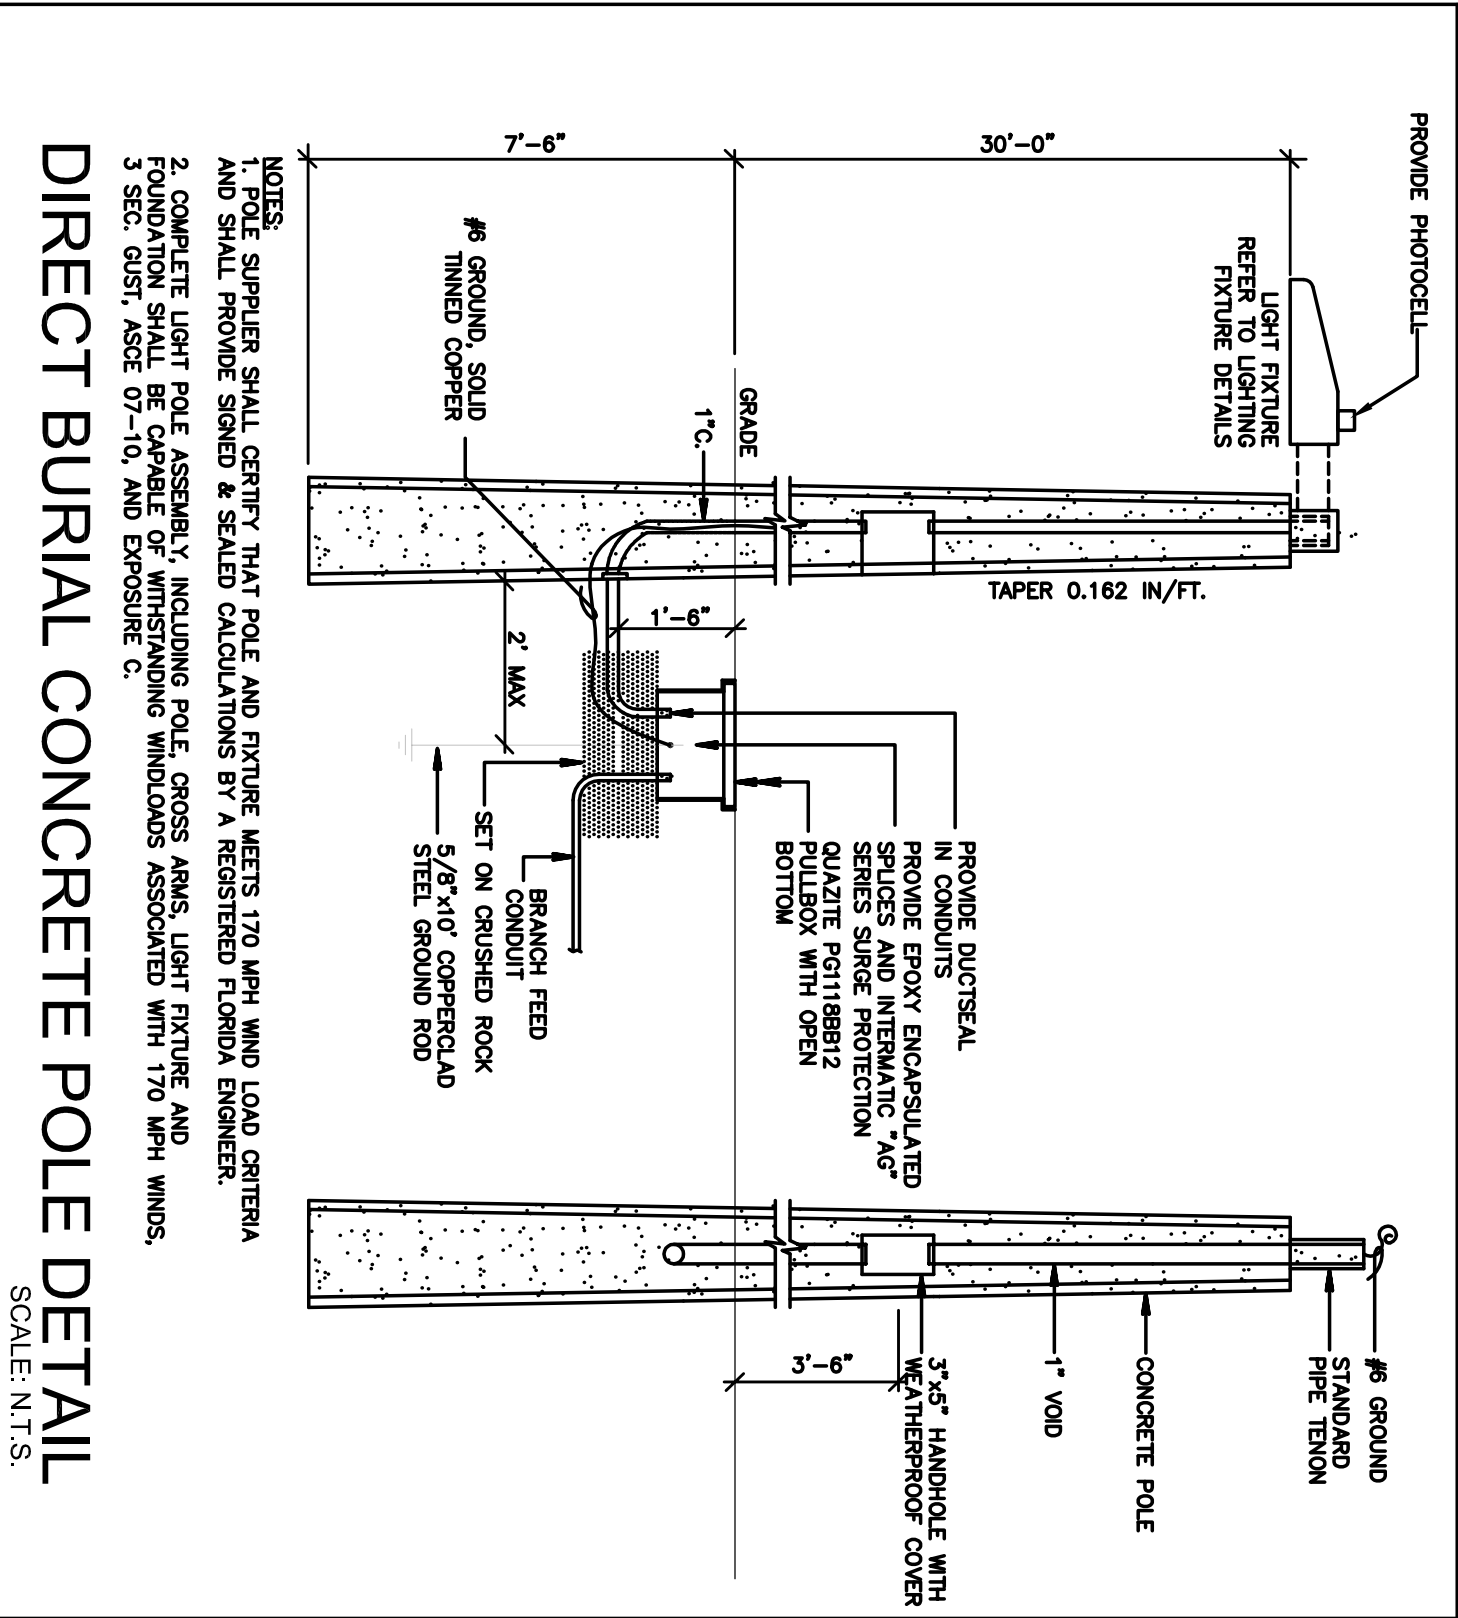 PROVIDE PHOTOCELL
LIGHT FIXTURE
REFER TO LIGHTING
FIXTURE DETAILS
30'-0"
7'-6"
TAPER 0.162 IN/FT.
GRADE
1"C.
#6 GROUND, SOLID
TINNED COPPER
1'-6"
2' MAX
PROVIDE DUCTSEAL
IN CONDUITS
PROVIDE EPOXY ENCAPSULATED
SPLICES AND INTERMATIC "AG"
SERIES SURGE PROTECTION
QUAZITE PG1118BB12
PULLBOX WITH OPEN
BOTTOM
BRANCH FEED
CONDUIT
SET ON CRUSHED ROCK
5/8"x10' COPPERCLAD
STEEL GROUND ROD
#6 GROUND
STANDARD
PIPE TENON
CONCRETE POLE
1" VOID
3"x5" HANDHOLE WITH
WEATHERPROOF COVER
3'-6"
NOTES:
1. POLE SUPPLIER SHALL CERTIFY THAT POLE AND FIXTURE MEETS 170 MPH WIND LOAD CRITERIA
AND SHALL PROVIDE SIGNED & SEALED CALCULATIONS BY A REGISTERED FLORIDA ENGINEER.
2. COMPLETE LIGHT POLE ASSEMBLY, INCLUDING POLE, CROSS ARMS, LIGHT FIXTURE AND
FOUNDATION SHALL BE CAPABLE OF WITHSTANDING WINDLOADS ASSOCIATED WITH 170 MPH WINDS,
3 SEC. GUST, ASCE 07-10, AND EXPOSURE C.
DIRECT BURIAL CONCRETE POLE DETAIL
SCALE: N.T.S.